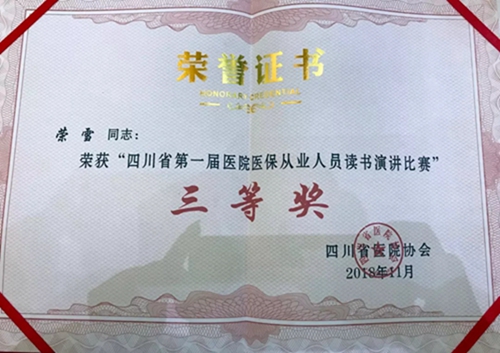 荣誉证书
荣雪 同志：
荣获“四川省第一届医院医保从业人员读书演讲比赛”
三等奖
四川省医院协会
2018年11月